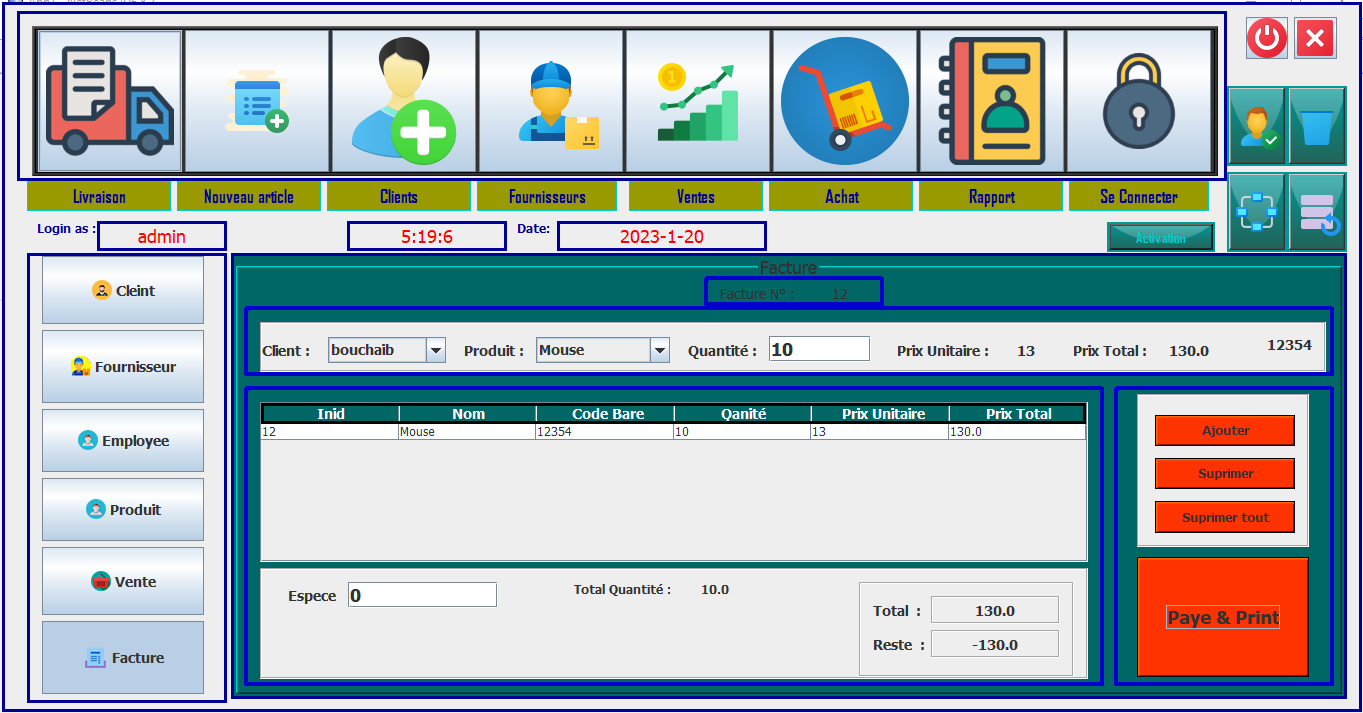 Livraison Nouveau article Clients Fournisseurs Ventes Achat Rapport Se Connecter
Login as : admin 5:19:6 Date: 2023-1-20 Activation
Cleint
Fournisseur
Employee
Produit
Vente
Facture
Facture
Facture N° : 12
Client : bouchaib Produit : Mouse Quantité : 10 Prix Unitaire : 13 Prix Total : 130.0 12354
Inid Nom Code Bare Qanité Prix Unitaire Prix Total
12 Mouse 12354 10 13 130.0
Espece 0 Total Quantité : 10.0
Total : 130.0
Reste : -130.0
Ajouter
Suprimer
Suprimer tout
Paye & Print